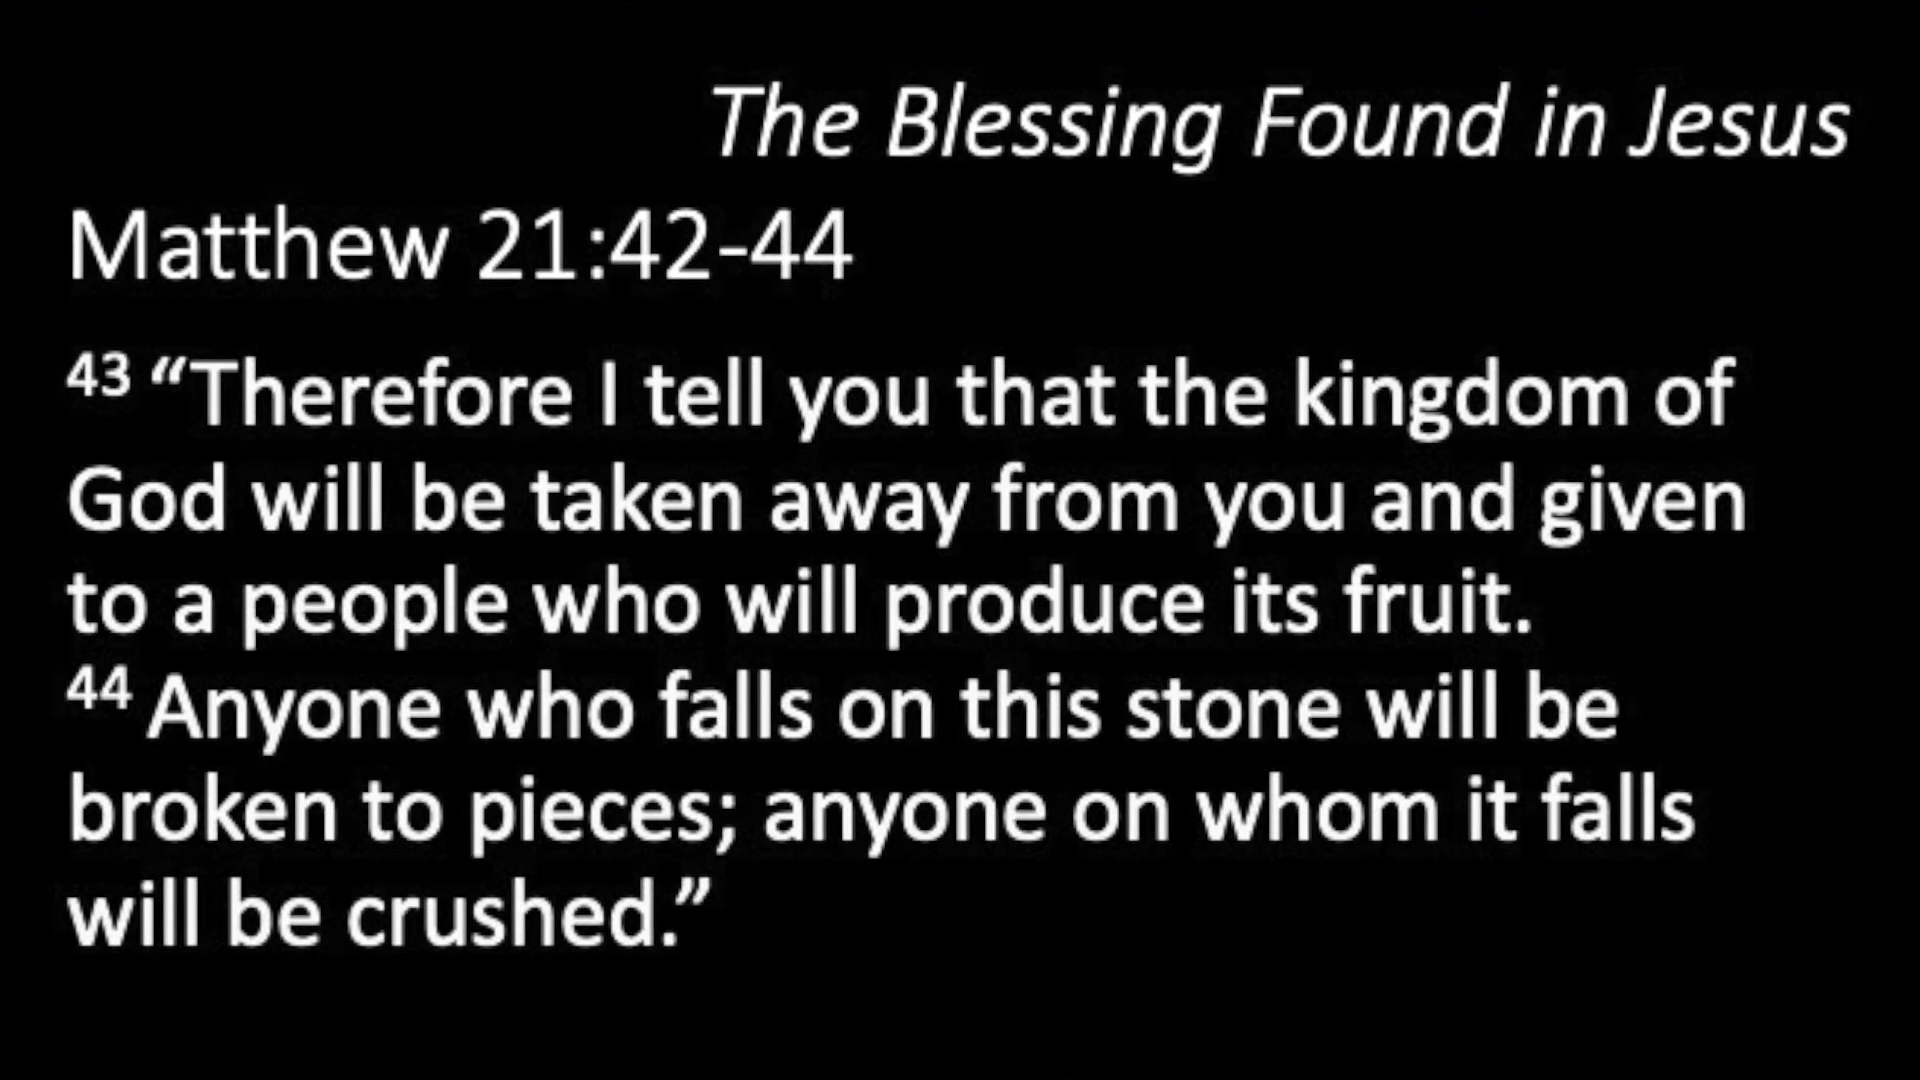 The Blessing Found in Jesus
Matthew 21:42-44
43 “Therefore I tell you that the kingdom of
God will be taken away from you and given
to a people who will produce its fruit.
44 Anyone who falls on this stone will be
broken to pieces; anyone on whom it falls
will be crushed.”